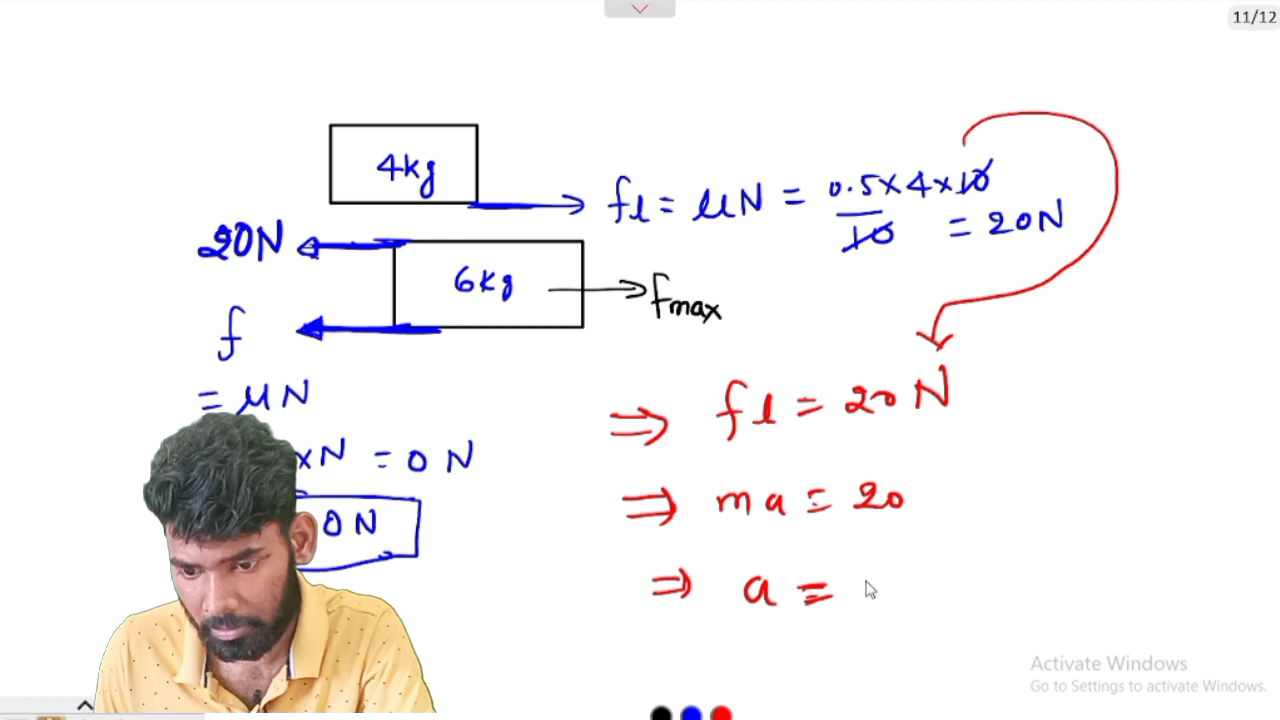 11/12
4kg
fl = μN = 0.5×4×10
10
= 20N
20N
6kg
fmax
f
= μN
×N = 0 N
0 N
⇒ fl = 20 N
⇒ ma = 20
⇒ a =
Activate Windows
Go to Settings to activate Windows.